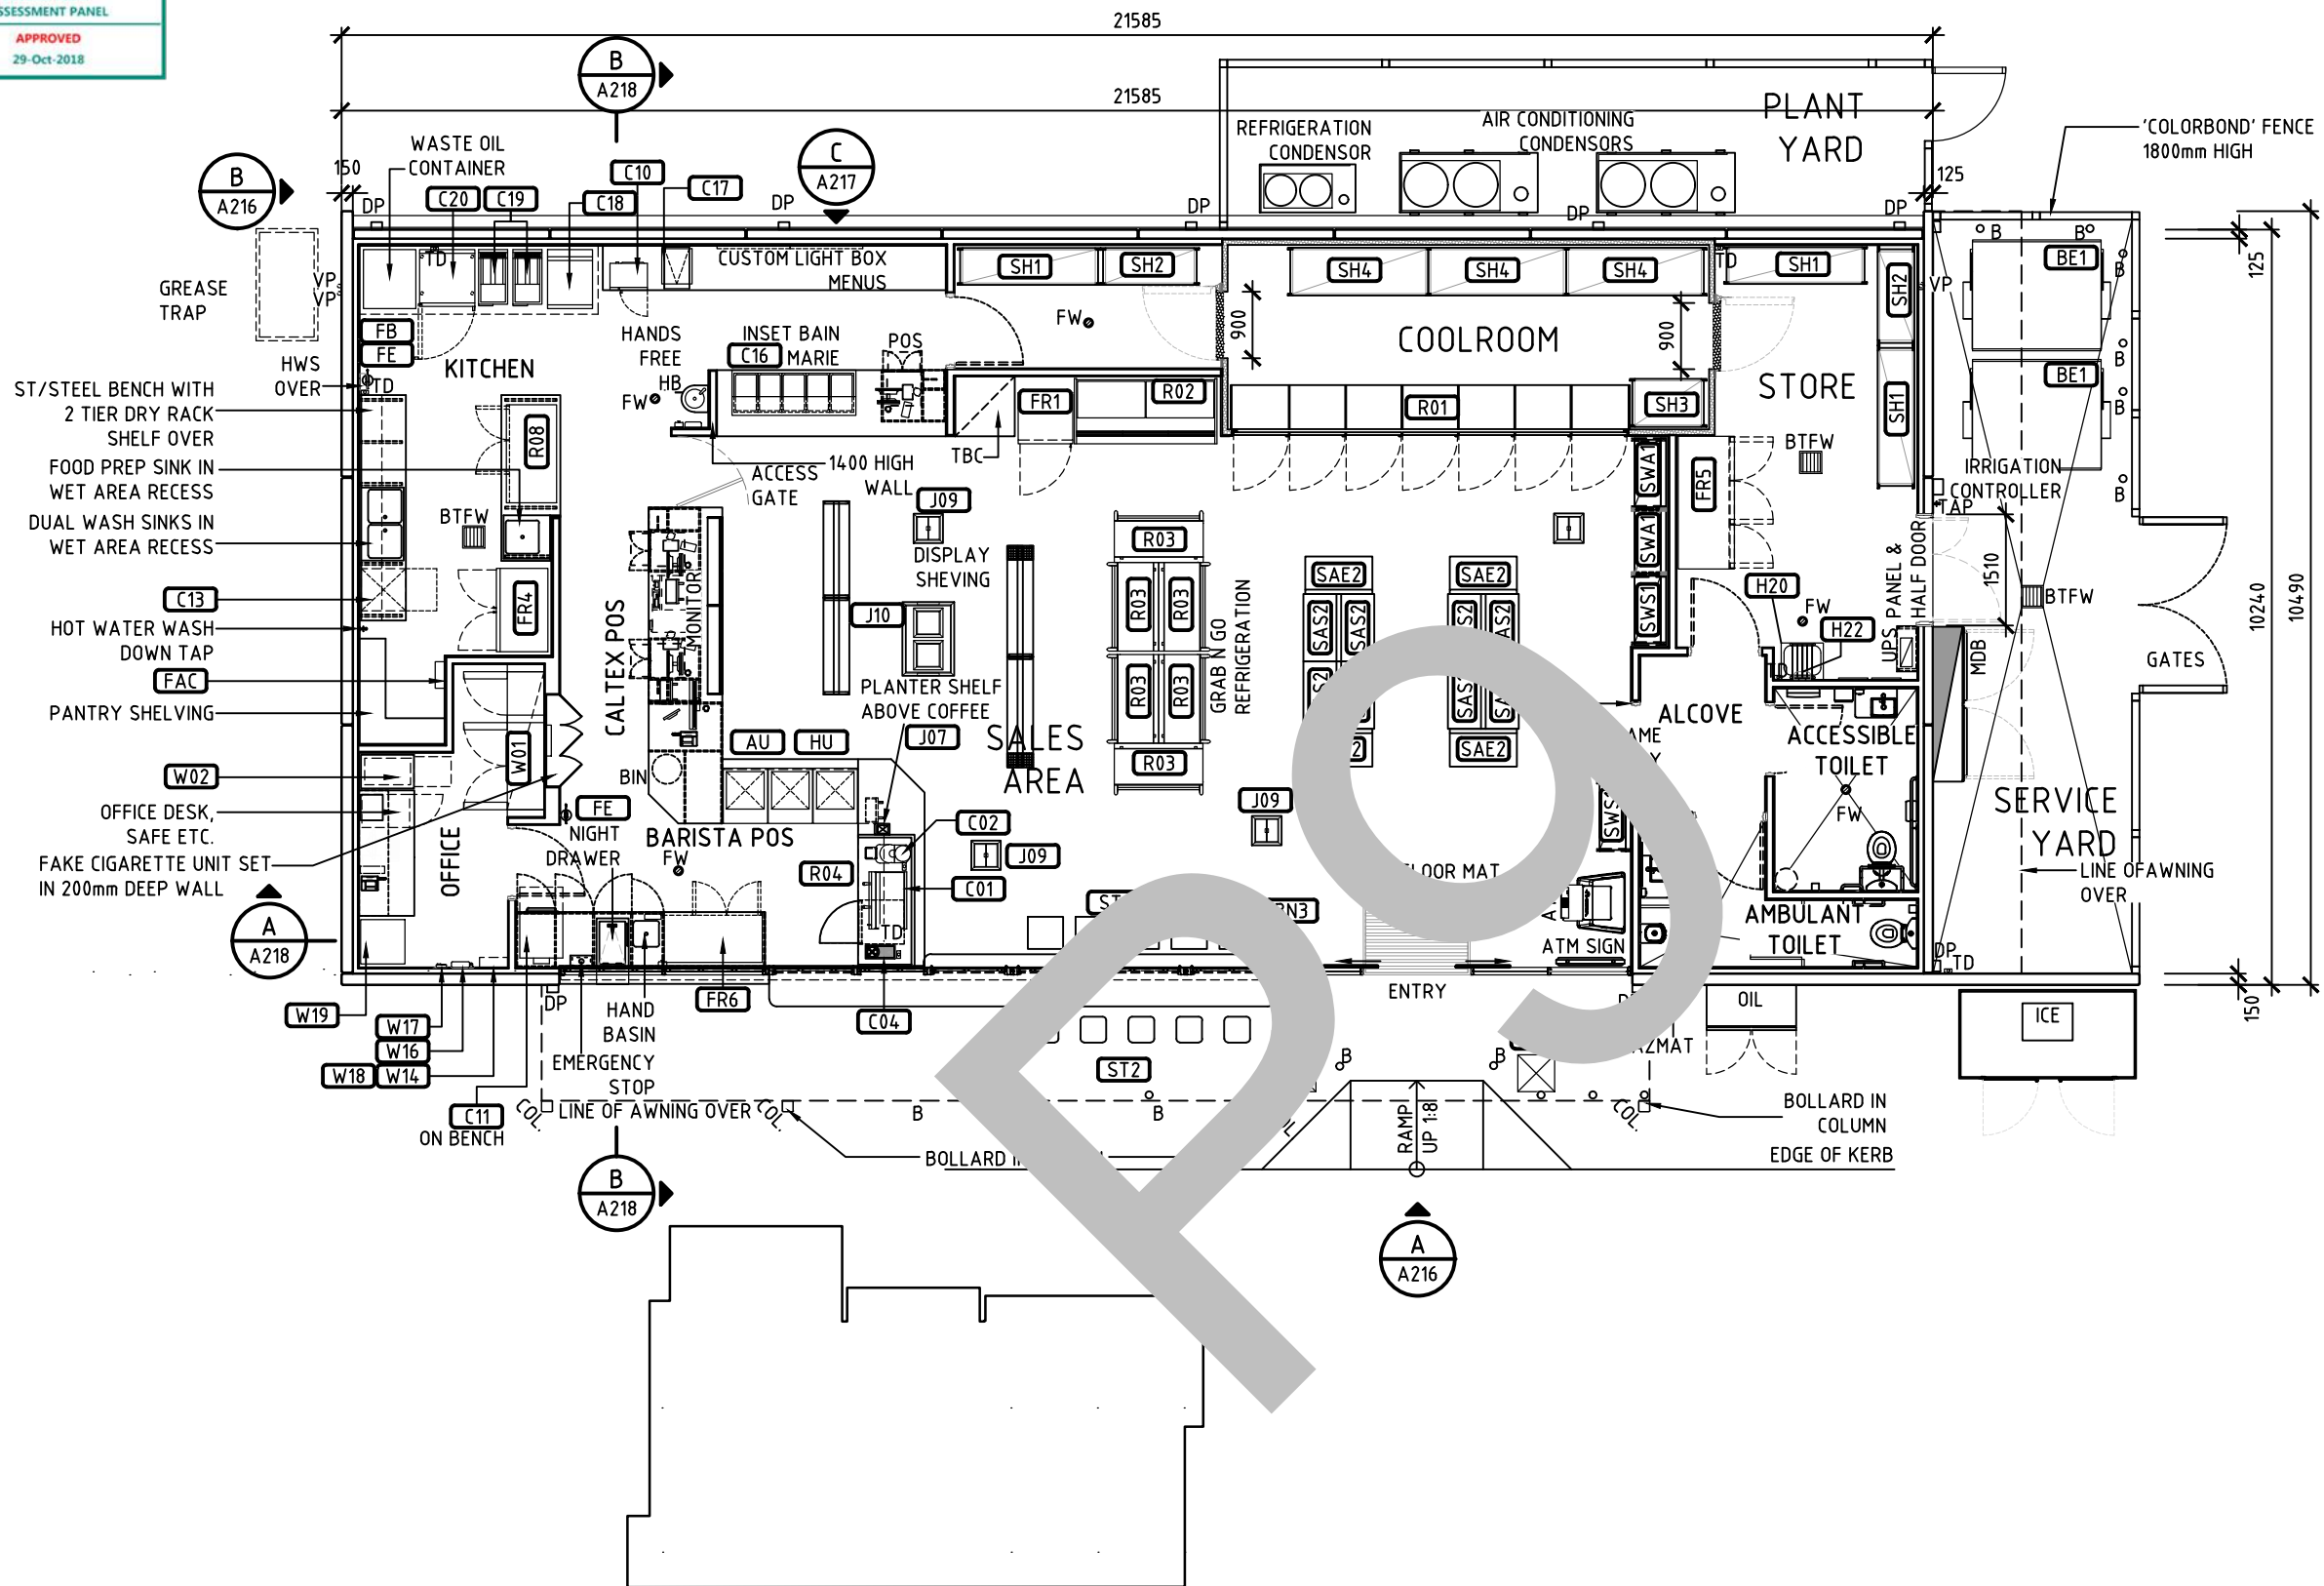 SSESSMENT PANEL
APPROVED
29-Oct-2018
21585
21585
B
A218
C
A217
B
A216
PLANT
YARD
REFRIGERATION
CONDENSOR
AIR CONDITIONING
CONDENSORS
'COLORBOND' FENCE
1800mm HIGH
WASTE OIL
CONTAINER
150
125
C20
C19
C18
C10
C17
DP
DP
DP
DP
DP
TD
CUSTOM LIGHT BOX
MENUS
SH1
SH2
SH4
SH4
SH4
TD
SH1
SH2
VP
B
B
BE1
B
125
GREASE
TRAP
VP
VP
FB
FE
KITCHEN
HANDS
FREE
HB
FW
INSET BAIN
MARIE
C16
POS
FW
900
COOLROOM
900
STORE
BE1
B
B
B
HWS
OVER
TD
ST/STEEL BENCH WITH
2 TIER DRY RACK
SHELF OVER
FOOD PREP SINK IN
WET AREA RECESS
DUAL WASH SINKS IN
WET AREA RECESS
R08
BTFW
FR4
C13
HOT WATER WASH
DOWN TAP
FAC
PANTRY SHELVING
W02
OFFICE DESK,
SAFE ETC.
FAKE CIGARETTE UNIT SET
IN 200mm DEEP WALL
A
A218
ACCESS
GATE
1400 HIGH
WALL
TBC
FR1
R02
R01
SH3
SH1
BTFW
FR5
SWA1
SWA1
SWS1
IRRIGATION
CONTROLLER
TAP
1510
BTFW
10240
10490
GATES
J09
DISPLAY
SHEVING
J10
PLANTER SHELF
ABOVE COFFEE
J07
CALTEX POS
MONITOR
AU
HU
BIN
W01
OFFICE
FE
NIGHT
DRAWER
BARISTA POS
FW
SALES
AREA
R03
R03
R03
R03
R03
R03
GRAB N GO
REFRIGERATION
SAE2
SAE2
SAS2
SAS2
SAE2
H20
FW
H22
UPS PANEL &
HALF DOOR
MDB
ALCOVE
ACCESSIBLE
TOILET
FW
SERVICE
YARD
LINE OFAWNING
OVER
C02
J09
J09
C01
R04
TD
C04
AMBULANT
TOILET
ATM SIGN
DP
TD
ENTRY
W19
W17
W16
W18
W14
C11
ON BENCH
DP
HAND
BASIN
EMERGENCY
STOP
FR6
ST2
OIL
ICE
150
B
B
COL.
LINE OF AWNING OVER
COL.
B
B
COL.
BOLLARD IN
COLUMN
RAMP
UP 1:8
EDGE OF KERB
BOLLARD
B
A218
A
A216
P9